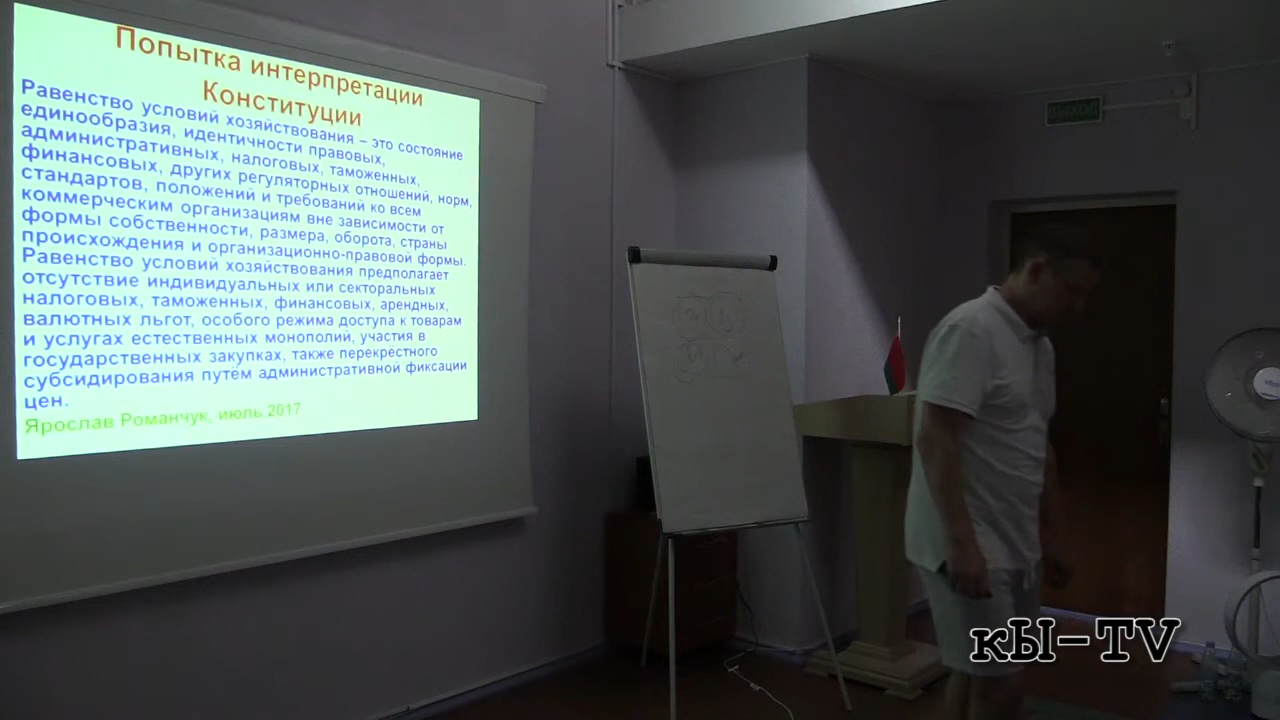 Попытка интерпретации
Конституции
Равенство условий хозяйствования – это состояние
единообразия, идентичности правовых,
административных, налоговых, таможенных,
финансовых, других регуляторных отношений, норм,
стандартов, положений и требований ко всем
коммерческим организациям вне зависимости от
формы собственности, размера, оборота, страны
происхождения и организационно-правовой формы.
Равенство условий хозяйствования предполагает
отсутствие индивидуальных или секторальных
налоговых, таможенных, финансовых, арендных,
валютных льгот, особого режима доступа к товарам
и услугах естественных монополий, участия в
государственных закупках, также перекрёстного
субсидирования путём административной фиксации
цен.
Ярослав Романчук, июль 2017
ВЫХОД
кЫ-TV